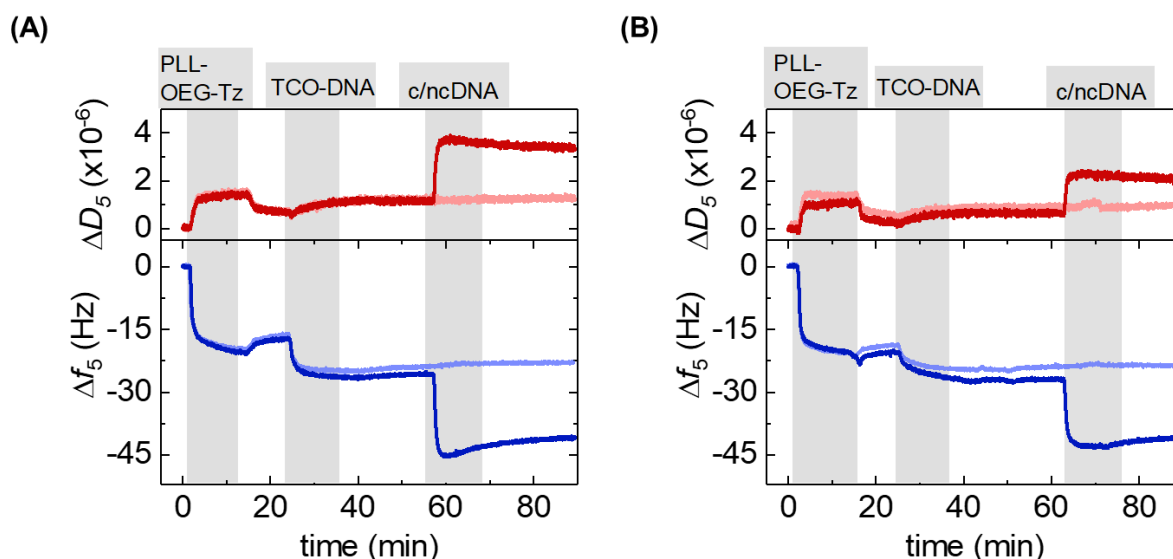 (A)
PLL-
OEG-Tz
TCO-DNA
c/ncDNA
ΔD5 (x10-6)
4
2
0
Δf5 (Hz)
0
-15
-30
-45
0 20 40 60 80
time (min)
(B)
PLL-
OEG-Tz
TCO-DNA
c/ncDNA
ΔD5 (x10-6)
4
2
0
Δf5 (Hz)
0
-15
-30
-45
0 20 40 60 80
time (min)